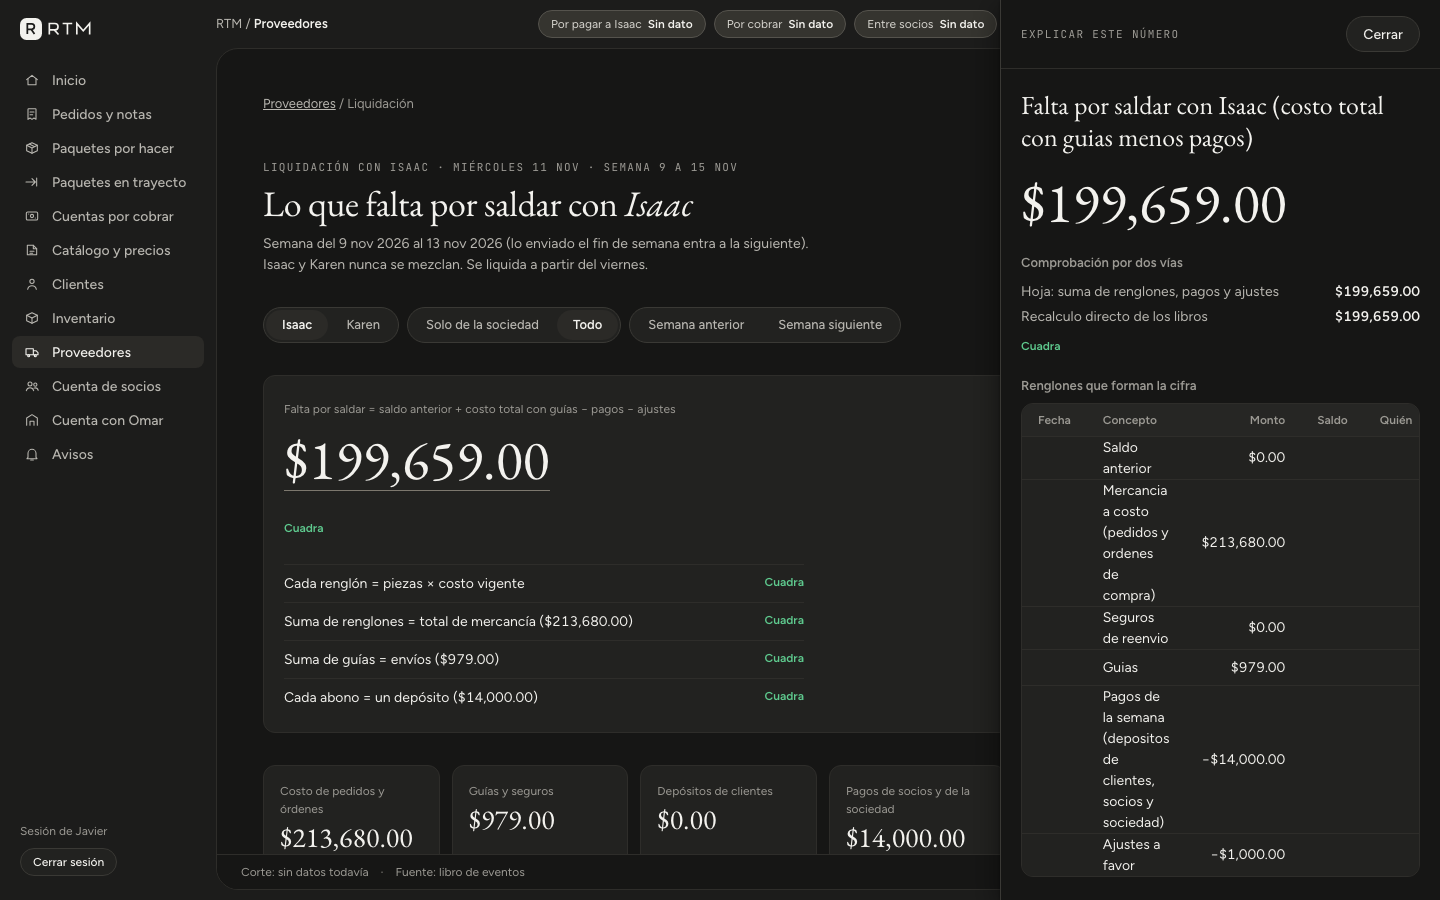 R RTM
Inicio
Pedidos y notas
Paquetes por hacer
Paquetes en trayecto
Cuentas por cobrar
Catálogo y precios
Clientes
Inventario
Proveedores
Cuenta de socios
Cuenta con Omar
Avisos
Sesión de Javier
Cerrar sesión
RTM / Proveedores
Por pagar a Isaac Sin dato
Por cobrar Sin dato
Entre socios Sin dato
Proveedores / Liquidación
LIQUIDACIÓN CON ISAAC · MIÉRCOLES 11 NOV · SEMANA 9 A 15 NOV
Lo que falta por saldar con Isaac
Semana del 9 nov 2026 al 13 nov 2026 (lo enviado el fin de semana entra a la siguiente).
Isaac y Karen nunca se mezclan. Se liquida a partir del viernes.
Isaac Karen
Solo de la sociedad Todo
Semana anterior Semana siguiente
Falta por saldar = saldo anterior + costo total con guías − pagos − ajustes
$199,659.00
Cuadra
Cada renglón = piezas × costo vigente Cuadra
Suma de renglones = total de mercancía ($213,680.00) Cuadra
Suma de guías = envíos ($979.00) Cuadra
Cada abono = un depósito ($14,000.00) Cuadra
Costo de pedidos y
órdenes
$213,680.00
Guías y seguros
$979.00
Depósitos de clientes
$0.00
Pagos de socios y de la
sociedad
$14,000.00
Corte: sin datos todavía · Fuente: libro de eventos
EXPLICAR ESTE NÚMERO
Cerrar
Falta por saldar con Isaac (costo total
con guias menos pagos)
$199,659.00
Comprobación por dos vías
Hoja: suma de renglones, pagos y ajustes $199,659.00
Recalculo directo de los libros $199,659.00
Cuadra
Renglones que forman la cifra
Fecha Concepto Monto Saldo Quién
Saldo
anterior
$0.00
Mercancia
a costo
(pedidos y
ordenes
de
compra)
$213,680.00
Seguros
de reenvio
$0.00
Guias $979.00
Pagos de
la semana
(depositos
de
clientes,
socios y
sociedad)
−$14,000.00
Ajustes a
favor
−$1,000.00